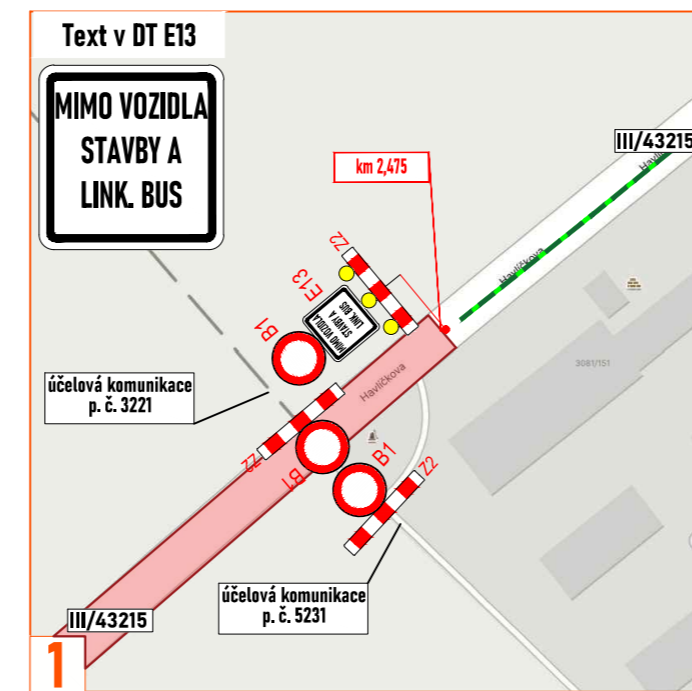 Text v DT E13
MIMO VOZIDLA
STAVBY A
LINK. BUS
km 2,475
III/43215
Havlíčkova
Havlíčkova
Z2
E13
MIMO VOZIDLA
STAVBY A
LINK. BUS
B1
Havlíčkova
3081/151
účelová komunikace
p. č. 3221
Z2
B1
B1
Z2
účelová komunikace
p. č. 5231
III/43215
1